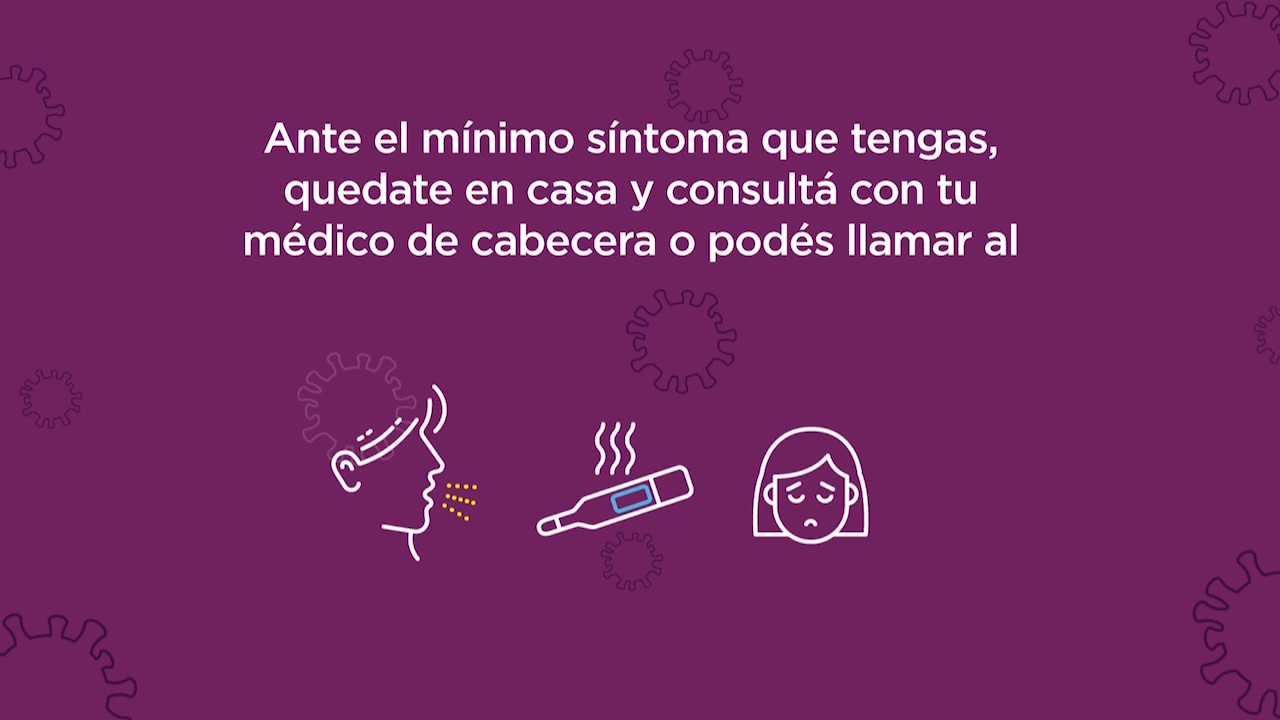 Ante el mínimo síntoma que tengas,
quedate en casa y consultá con tu
médico de cabecera o podés llamar al